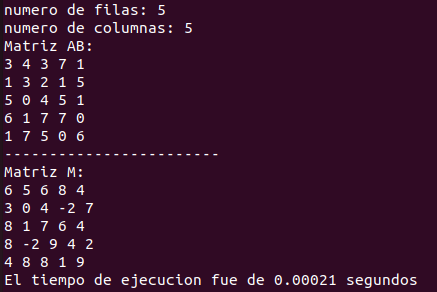 numero de filas: 5
numero de columnas: 5
Matriz AB:
3 4 3 7 1
1 3 2 1 5
5 0 4 5 1
6 1 7 7 0
1 7 5 0 6
------------------------
Matriz M:
6 5 6 8 4
3 0 4 -2 7
8 1 7 6 4
8 -2 9 4 2
4 8 8 1 9
El tiempo de ejecucion fue de 0.00021 segundos